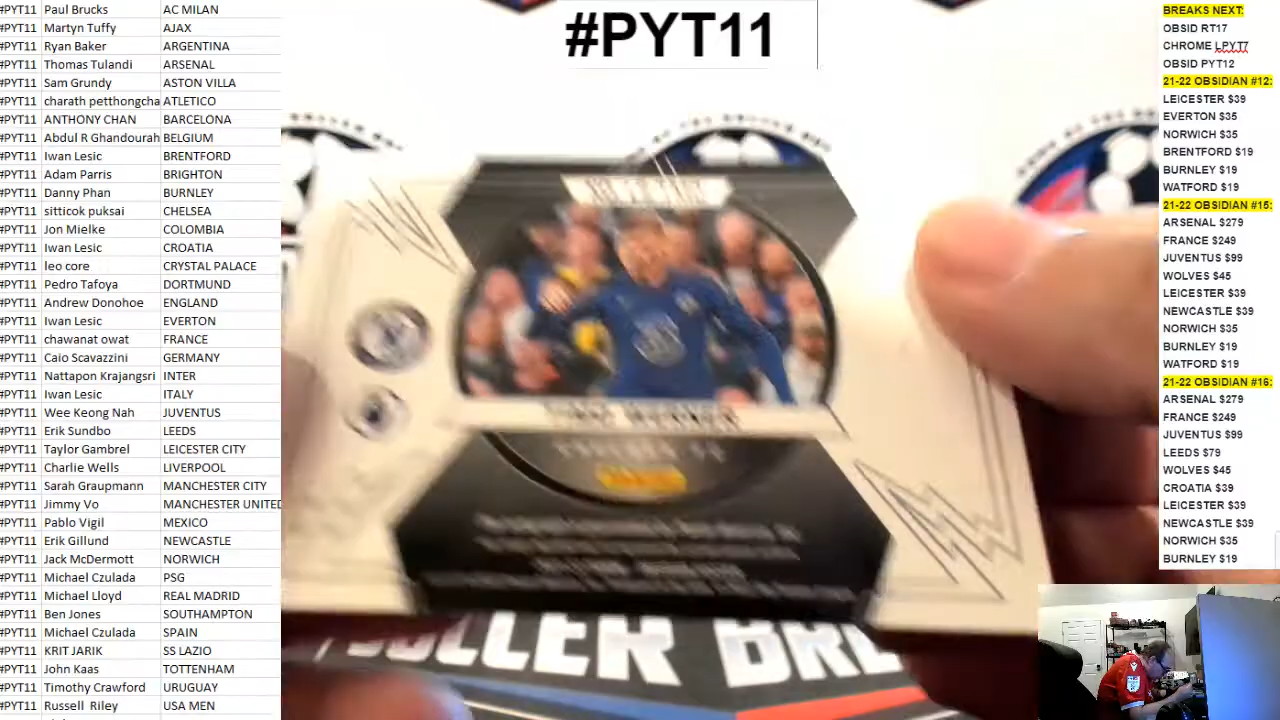 #PYT11
#PYT11 Paul Brucks AC MILAN
#PYT11 Martyn Tuffy AJAX
#PYT11 Ryan Baker ARGENTINA
#PYT11 Thomas Tulandi ARSENAL
#PYT11 Sam Grundy ASTON VILLA
#PYT11 charath petthongcha ATLETICO
#PYT11 ANTHONY CHAN BARCELONA
#PYT11 Abdul R Ghandourah BELGIUM
#PYT11 Iwan Lesic BRENTFORD
#PYT11 Adam Parris BRIGHTON
#PYT11 Danny Phan BURNLEY
#PYT11 sitticok puksai CHELSEA
#PYT11 Jon Mielke COLOMBIA
#PYT11 Iwan Lesic CROATIA
#PYT11 leo core CRYSTAL PALACE
#PYT11 Pedro Tafoya DORTMUND
#PYT11 Andrew Donohoe ENGLAND
#PYT11 Iwan Lesic EVERTON
#PYT11 chawanat owat FRANCE
#PYT11 Caio Scavazzini GERMANY
#PYT11 Nattapon Krajangsri INTER
#PYT11 Iwan Lesic ITALY
#PYT11 Wee Keong Nah JUVENTUS
#PYT11 Erik Sundbo LEEDS
#PYT11 Taylor Gambrel LEICESTER CITY
#PYT11 Charlie Wells LIVERPOOL
#PYT11 Sarah Graupmann MANCHESTER CITY
#PYT11 Jimmy Vo MANCHESTER UNITED
#PYT11 Pablo Vigil MEXICO
#PYT11 Erik Gillund NEWCASTLE
#PYT11 Jack McDermott NORWICH
#PYT11 Michael Czulada PSG
#PYT11 Michael Lloyd REAL MADRID
#PYT11 Ben Jones SOUTHAMPTON
#PYT11 Michael Czulada SPAIN
#PYT11 KRIT JARIK SS LAZIO
#PYT11 John Kaas TOTTENHAM
#PYT11 Timothy Crawford URUGUAY
#PYT11 Russell Riley USA MEN
BREAKS NEXT:
OBSID RT17
CHROME LPYT7
OBSID PYT12
21-22 OBSIDIAN #12:
LEICESTER $39
EVERTON $35
NORWICH $35
BRENTFORD $19
BURNLEY $19
WATFORD $19
21-22 OBSIDIAN #15:
ARSENAL $279
FRANCE $249
JUVENTUS $99
WOLVES $45
LEICESTER $39
NEWCASTLE $39
NORWICH $35
BURNLEY $19
WATFORD $19
21-22 OBSIDIAN #16:
ARSENAL $279
FRANCE $249
JUVENTUS $99
LEEDS $79
WOLVES $45
CROATIA $39
LEICESTER $39
NEWCASTLE $39
NORWICH $35
BURNLEY $19